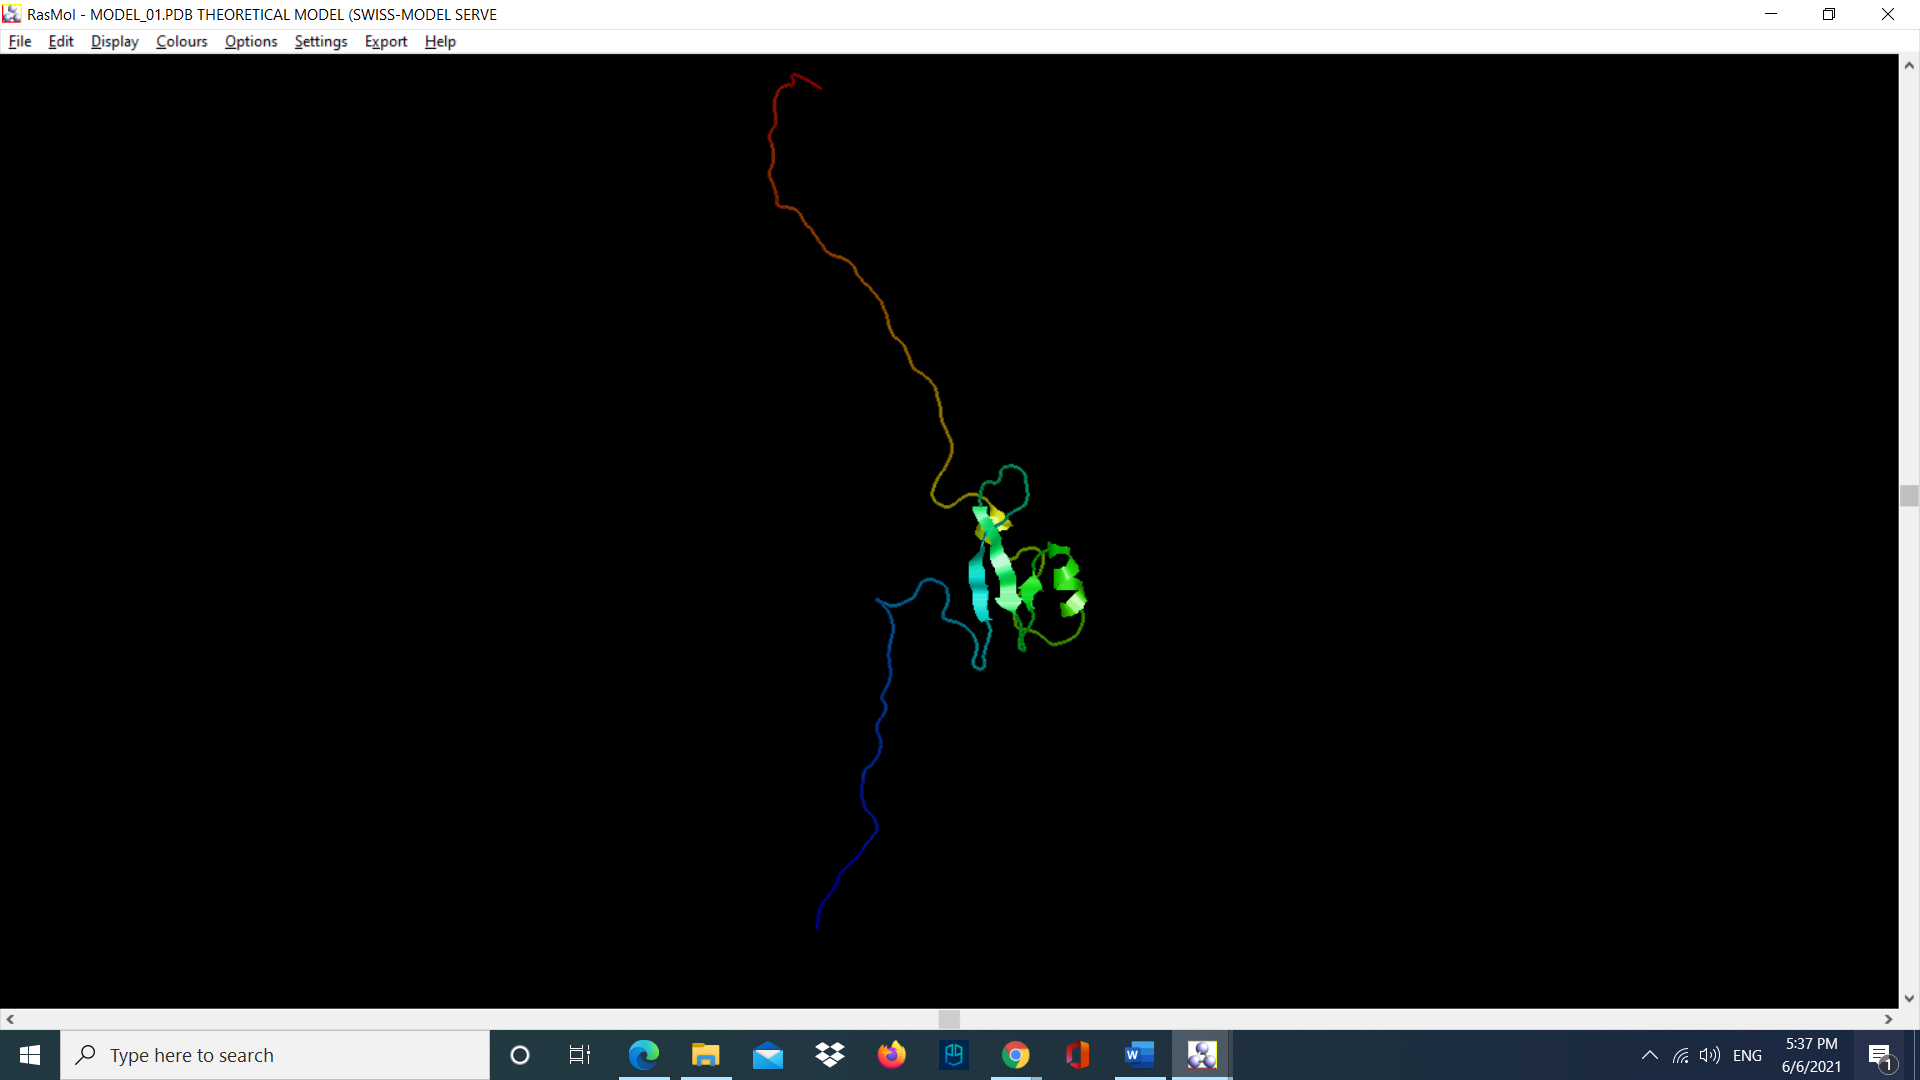 RasMol - MODEL_01.PDB THEORETICAL MODEL (SWISS-MODEL SERVE
File Edit Display Colours Options Settings Export Help
Type here to search
W
ENG
5:37 PM
6/6/2021
1